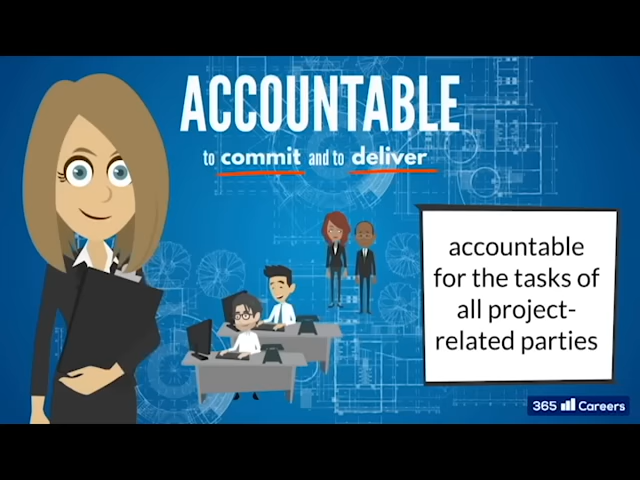 ACCOUNTABLE
to commit and to deliver
accountable
for the tasks of
all project-
related parties
365 Careers